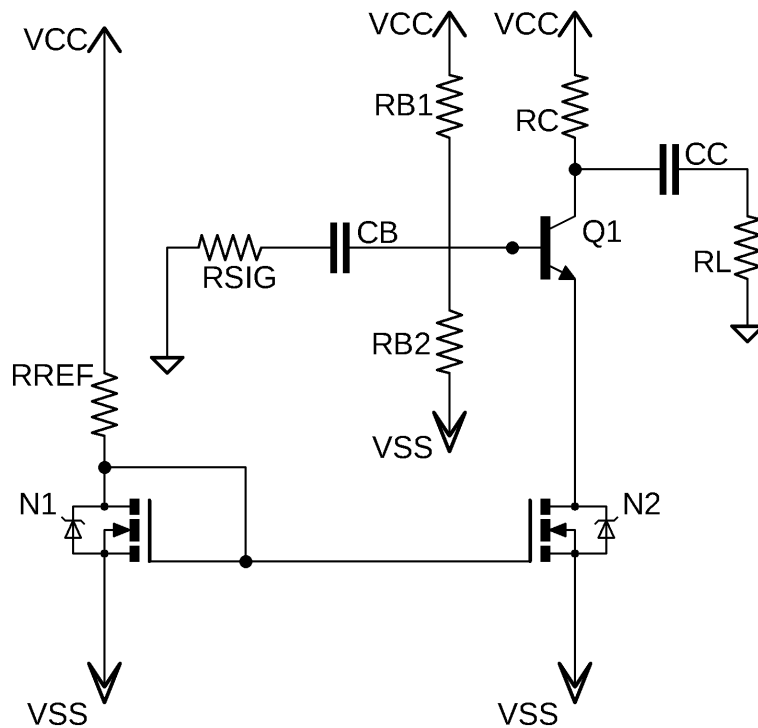 VCC
VCC
VCC
RB1
RC
CC
CB
Q1
RSIG
RL
RB2
RREF
VSS
N1
N2
VSS
VSS